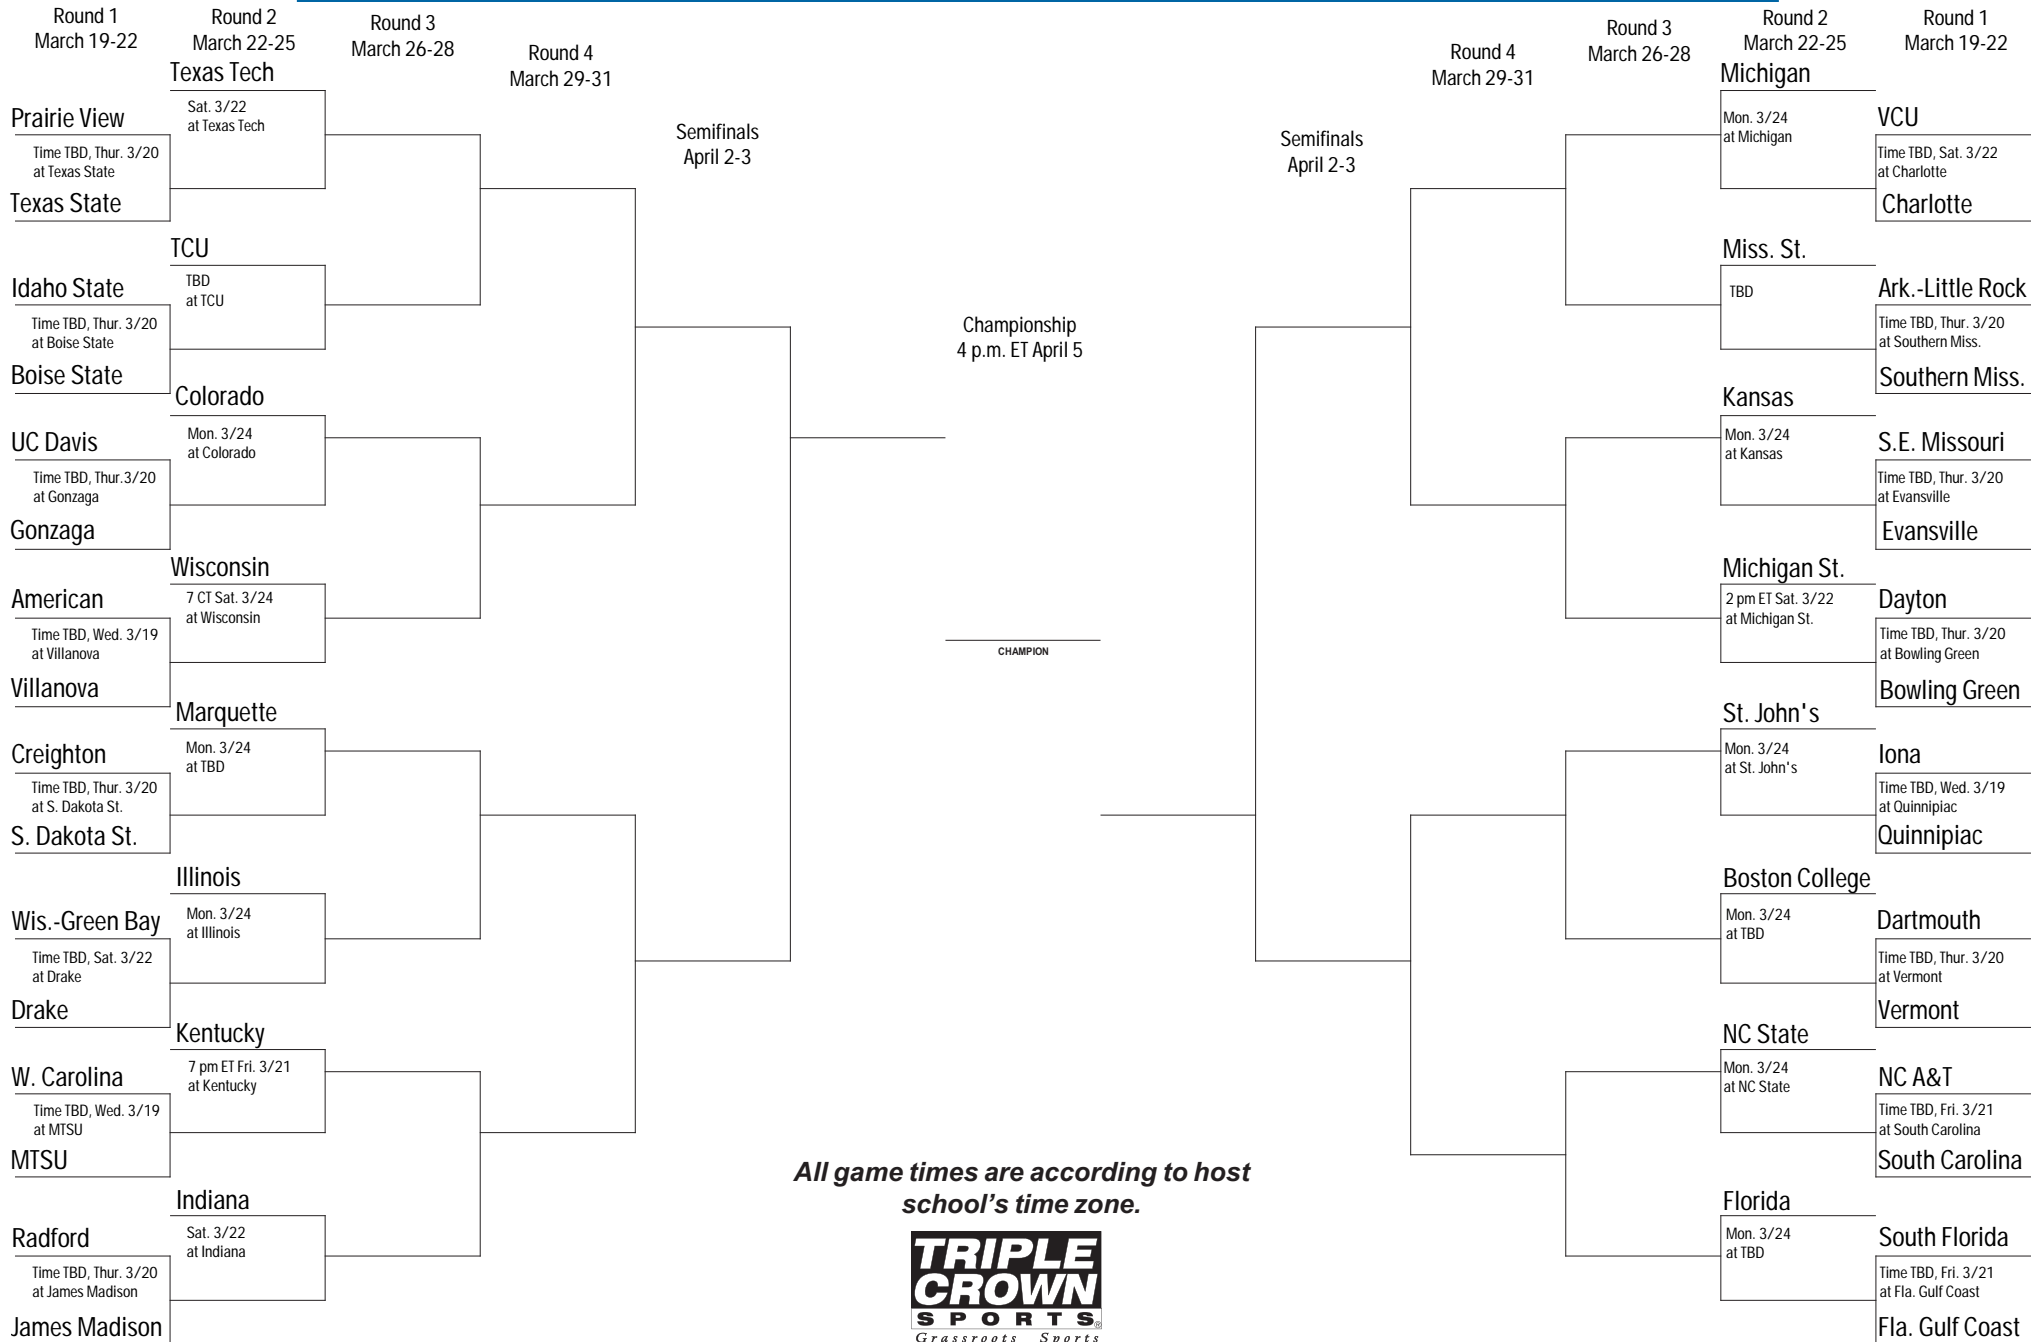 Round 1
March 19-22
Round 2
March 22-25
Round 3
March 26-28
Round 4
March 29-31
Semifinals
April 2-3
Texas Tech
Sat. 3/22
at Texas Tech
Prairie View
Time TBD, Thur. 3/20
at Texas State
Texas State
TCU
TBD
at TCU
Idaho State
Time TBD, Thur. 3/20
at Boise State
Boise State
Colorado
Mon. 3/24
at Colorado
UC Davis
Time TBD, Thur.3/20
at Gonzaga
Gonzaga
Wisconsin
7 CT Sat. 3/24
at Wisconsin
American
Time TBD, Wed. 3/19
at Villanova
Villanova
Marquette
Mon. 3/24
at TBD
Creighton
Time TBD, Thur. 3/20
at S. Dakota St.
S. Dakota St.
Illinois
Mon. 3/24
at Illinois
Wis.-Green Bay
Time TBD, Sat. 3/22
at Drake
Drake
Kentucky
7 pm ET Fri. 3/21
at Kentucky
W. Carolina
Time TBD, Wed. 3/19
at MTSU
MTSU
Indiana
Sat. 3/22
at Indiana
Radford
Time TBD, Thur. 3/20
at James Madison
James Madison
Championship
4 p.m. ET April 5
CHAMPION
All game times are according to host
school's time zone.
TRIPLE
CROWN
SPORTS®
Grassroots Sports
Semifinals
April 2-3
Round 4
March 29-31
Round 3
March 26-28
Round 2
March 22-25
Round 1
March 19-22
Michigan
Mon. 3/24
at Michigan
VCU
Time TBD, Sat. 3/22
at Charlotte
Charlotte
Miss. St.
TBD
Ark.-Little Rock
Time TBD, Thur. 3/20
at Southern Miss.
Southern Miss.
Kansas
Mon. 3/24
at Kansas
S.E. Missouri
Time TBD, Thur. 3/20
at Evansville
Evansville
Michigan St.
2 pm ET Sat. 3/22
at Michigan St.
Dayton
Time TBD, Thur. 3/20
at Bowling Green
Bowling Green
St. John's
Mon. 3/24
at St. John's
Iona
Time TBD, Wed. 3/19
at Quinnipiac
Quinnipiac
Boston College
Mon. 3/24
at TBD
Dartmouth
Time TBD, Thur. 3/20
at Vermont
Vermont
NC State
Mon. 3/24
at NC State
NC A&T
Time TBD, Fri. 3/21
at South Carolina
South Carolina
Florida
Mon. 3/24
at TBD
South Florida
Time TBD, Fri. 3/21
at Fla. Gulf Coast
Fla. Gulf Coast